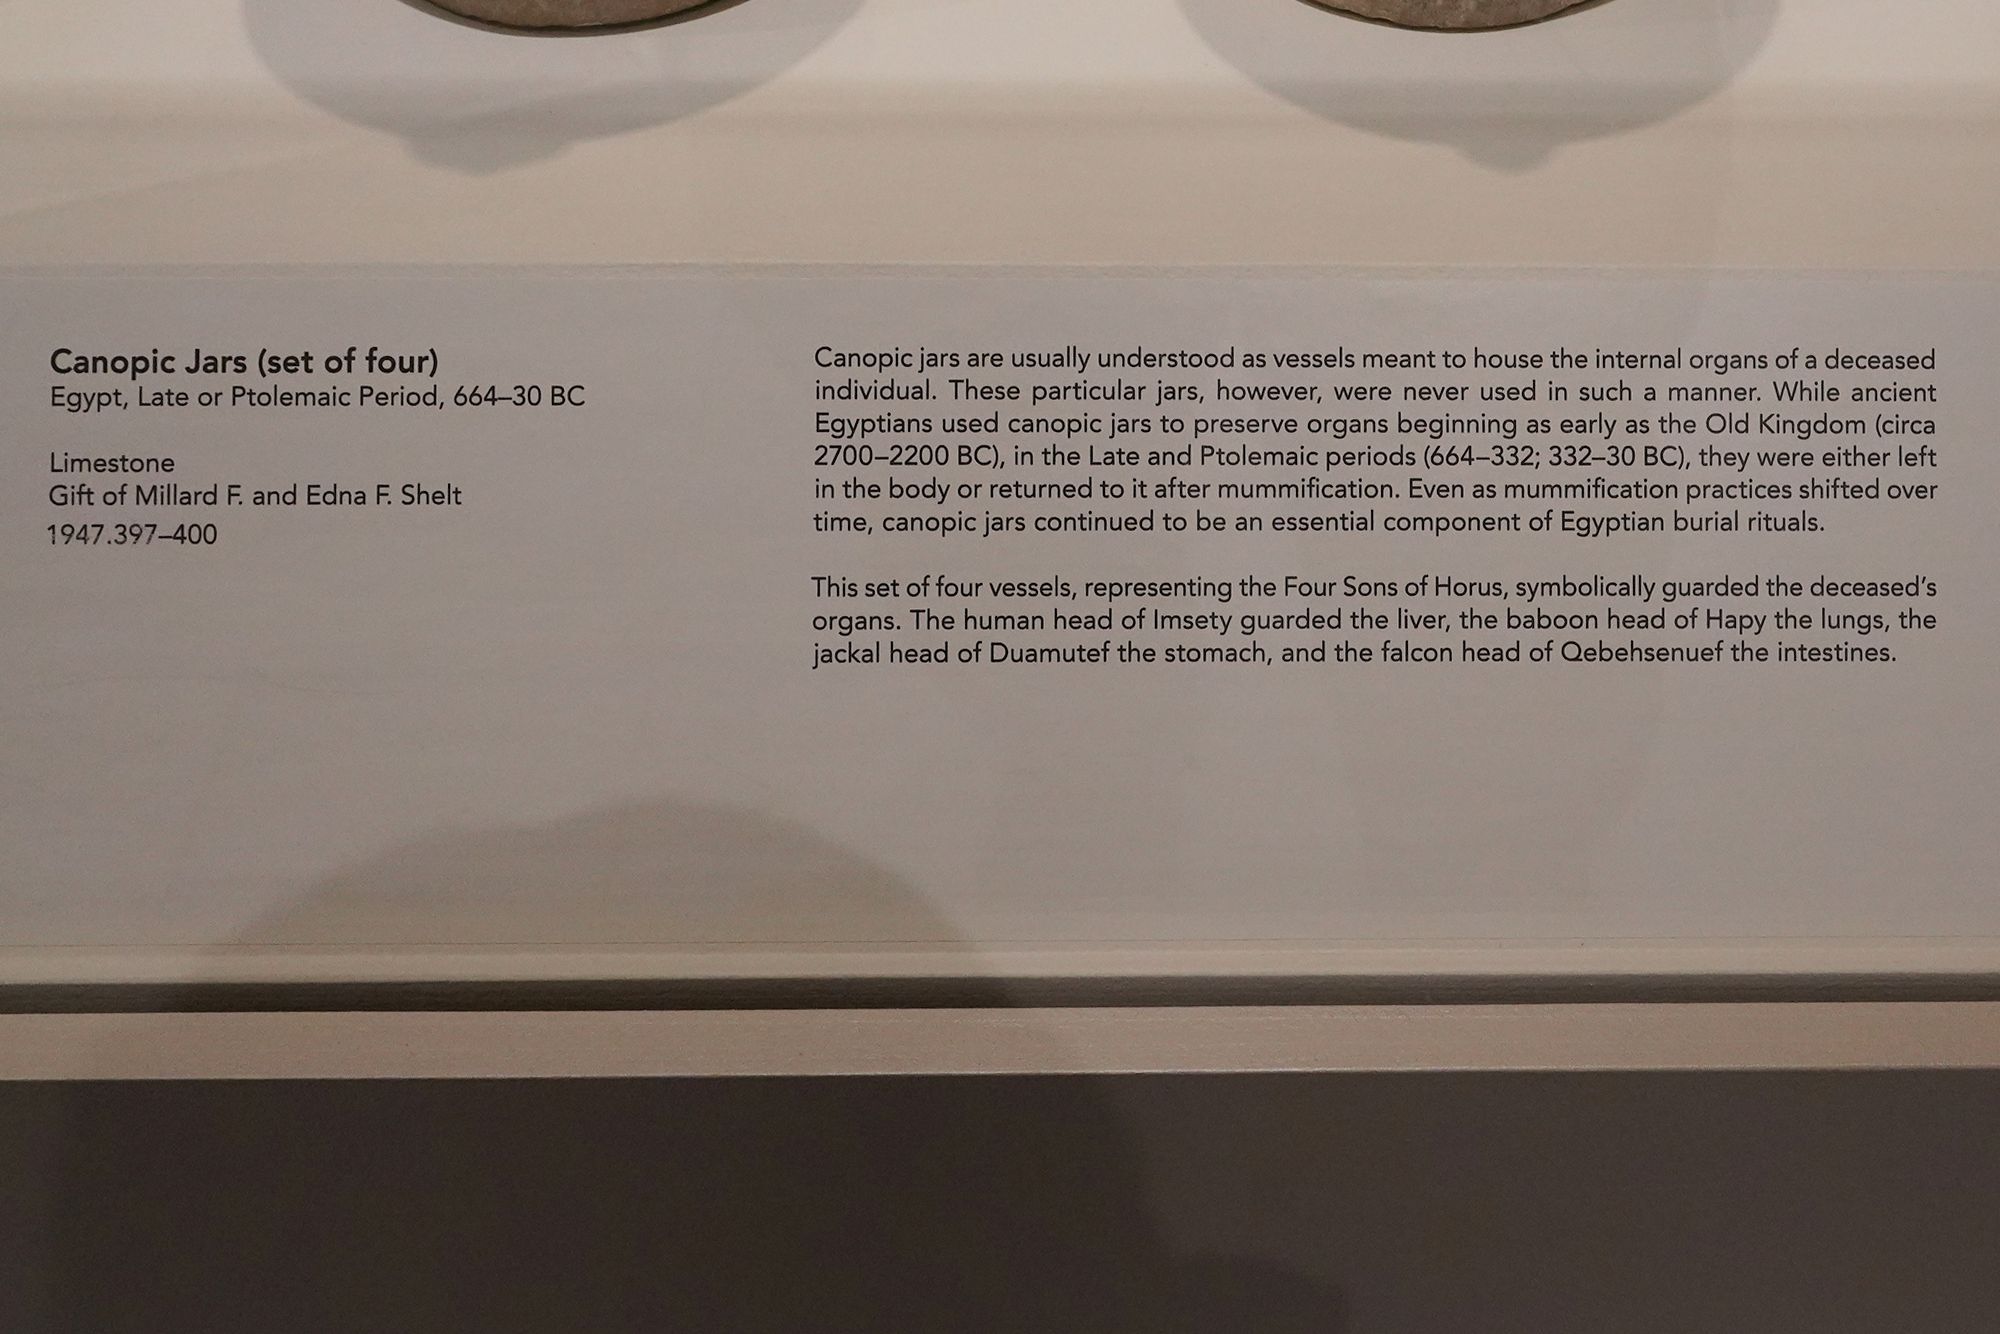 Canopic Jars (set of four)
Egypt, Late or Ptolemaic Period, 664–30 BC
Limestone
Gift of Millard F. and Edna F. Shelt
1947.397–400
Canopic jars are usually understood as vessels meant to house the internal organs of a deceased
individual. These particular jars, however, were never used in such a manner. While ancient
Egyptians used canopic jars to preserve organs beginning as early as the Old Kingdom (circa
2700–2200 BC), in the Late and Ptolemaic periods (664–332; 332–30 BC), they were either left
in the body or returned to it after mummification. Even as mummification practices shifted over
time, canopic jars continued to be an essential component of Egyptian burial rituals.
This set of four vessels, representing the Four Sons of Horus, symbolically guarded the deceased’s
organs. The human head of Imsety guarded the liver, the baboon head of Hapy the lungs, the
jackal head of Duamutef the stomach, and the falcon head of Qebehsenuef the intestines.